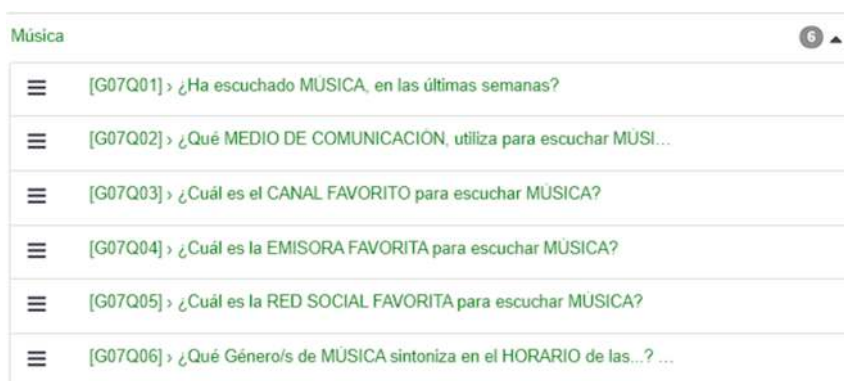 Música 6
[G07Q01] › ¿Ha escuchado MÚSICA, en las últimas semanas?
[G07Q02] › ¿Qué MEDIO DE COMUNICACIÓN, utiliza para escuchar MÚSI...
[G07Q03] › ¿Cuál es el CANAL FAVORITO para escuchar MÚSICA?
[G07Q04] › ¿Cuál es la EMISORA FAVORITA para escuchar MÚSICA?
[G07Q05] › ¿Cuál es la RED SOCIAL FAVORITA para escuchar MÚSICA?
[G07Q06] › ¿Qué Género/s de MÚSICA sintoniza en el HORARIO de las...? ...